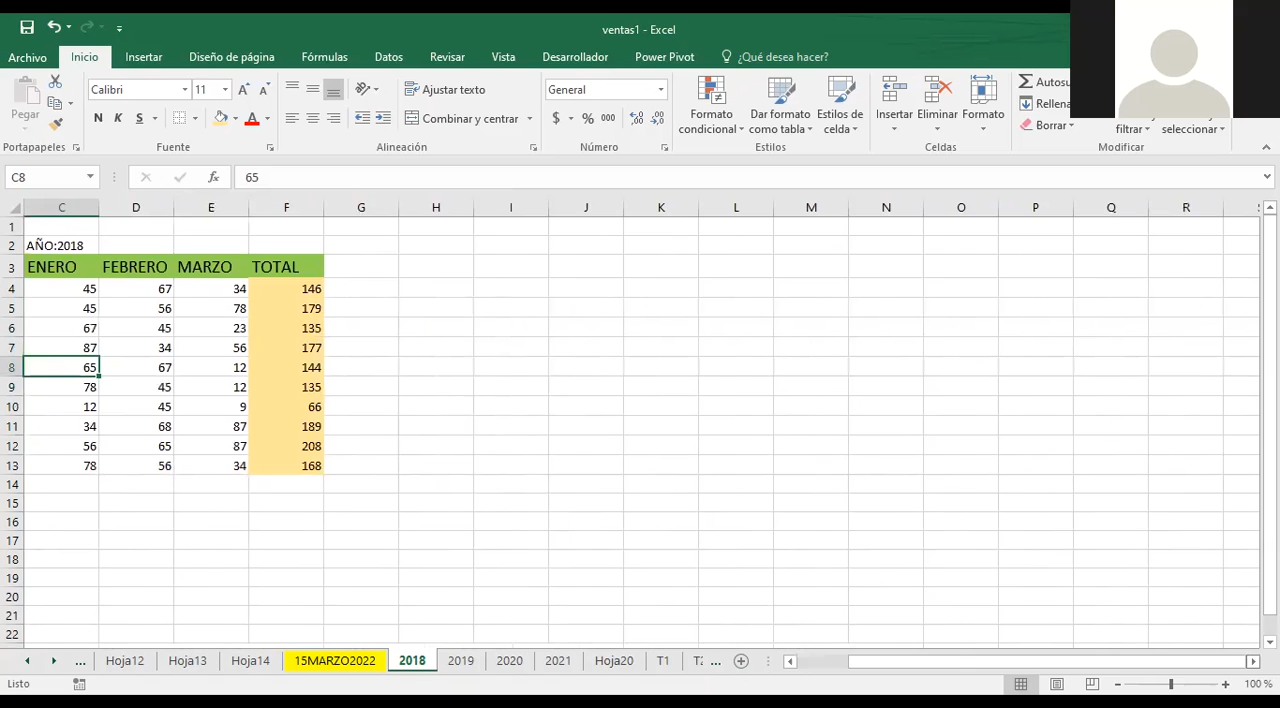 ventas1 - Excel
Archivo Inicio Insertar Diseño de página Fórmulas Datos Revisar Vista Desarrollador Power Pivot ¿Qué desea hacer?
Pegar
Calibri 11
N K S
Ajustar texto
Combinar y centrar
General
$ % 000
Formato condicional
Dar formato como tabla
Estilos de celda
Insertar
Eliminar
Formato
Autosu
Rellena
Borrar
filtrar
seleccionar
Portapapeles Fuente Alineación Número Estilos Celdas Modificar
C8 fx 65
C D E F G H I J K L M N O P Q R
1
2 AÑO:2018
3 ENERO FEBRERO MARZO TOTAL
4 45 67 34 146
5 45 56 78 179
6 67 45 23 135
7 87 34 56 177
8 65 67 12 144
9 78 45 12 135
10 12 45 9 66
11 34 68 87 189
12 56 65 87 208
13 78 56 34 168
14
15
16
17
18
19
20
21
22
... Hoja12 Hoja13 Hoja14 15MARZO2022 2018 2019 2020 2021 Hoja20 T1 ...
Listo 100 %